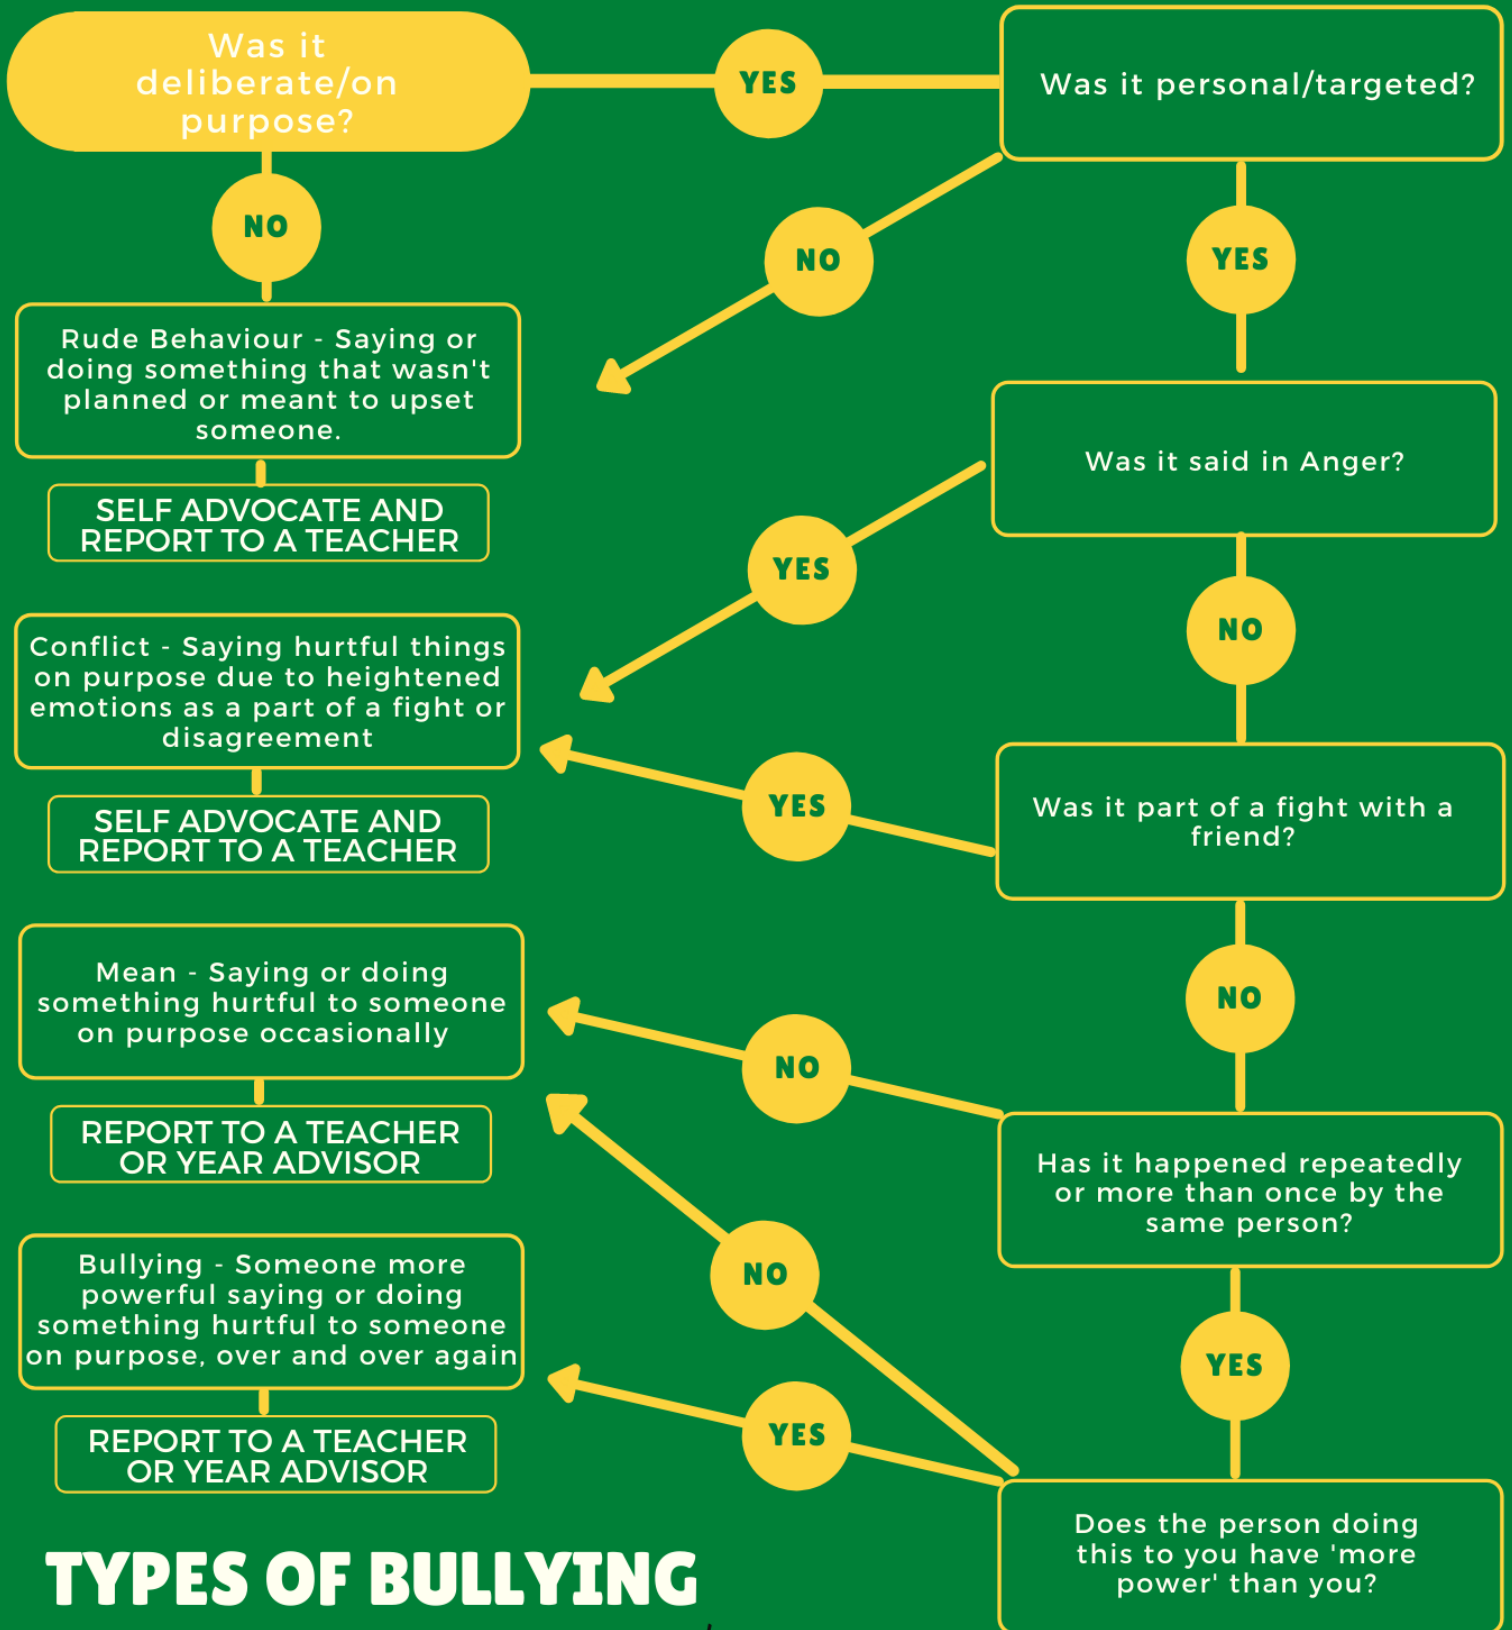 Was it
deliberate/on
purpose?
YES
Was it personal/targeted?
NO
NO
YES
Rude Behaviour - Saying or
doing something that wasn't
planned or meant to upset
someone.
SELF ADVOCATE AND
REPORT TO A TEACHER
Was it said in Anger?
YES
NO
Conflict - Saying hurtful things
on purpose due to heightened
emotions as a part of a fight or
disagreement
SELF ADVOCATE AND
REPORT TO A TEACHER
YES
Was it part of a fight with a
friend?
NO
Mean - Saying or doing
something hurtful to someone
on purpose occasionally
REPORT TO A TEACHER
OR YEAR ADVISOR
NO
Has it happened repeatedly
or more than once by the
same person?
NO
YES
Bullying - Someone more
powerful saying or doing
something hurtful to someone
on purpose, over and over again
REPORT TO A TEACHER
OR YEAR ADVISOR
YES
Does the person doing
this to you have 'more
power' than you?
TYPES OF BULLYING